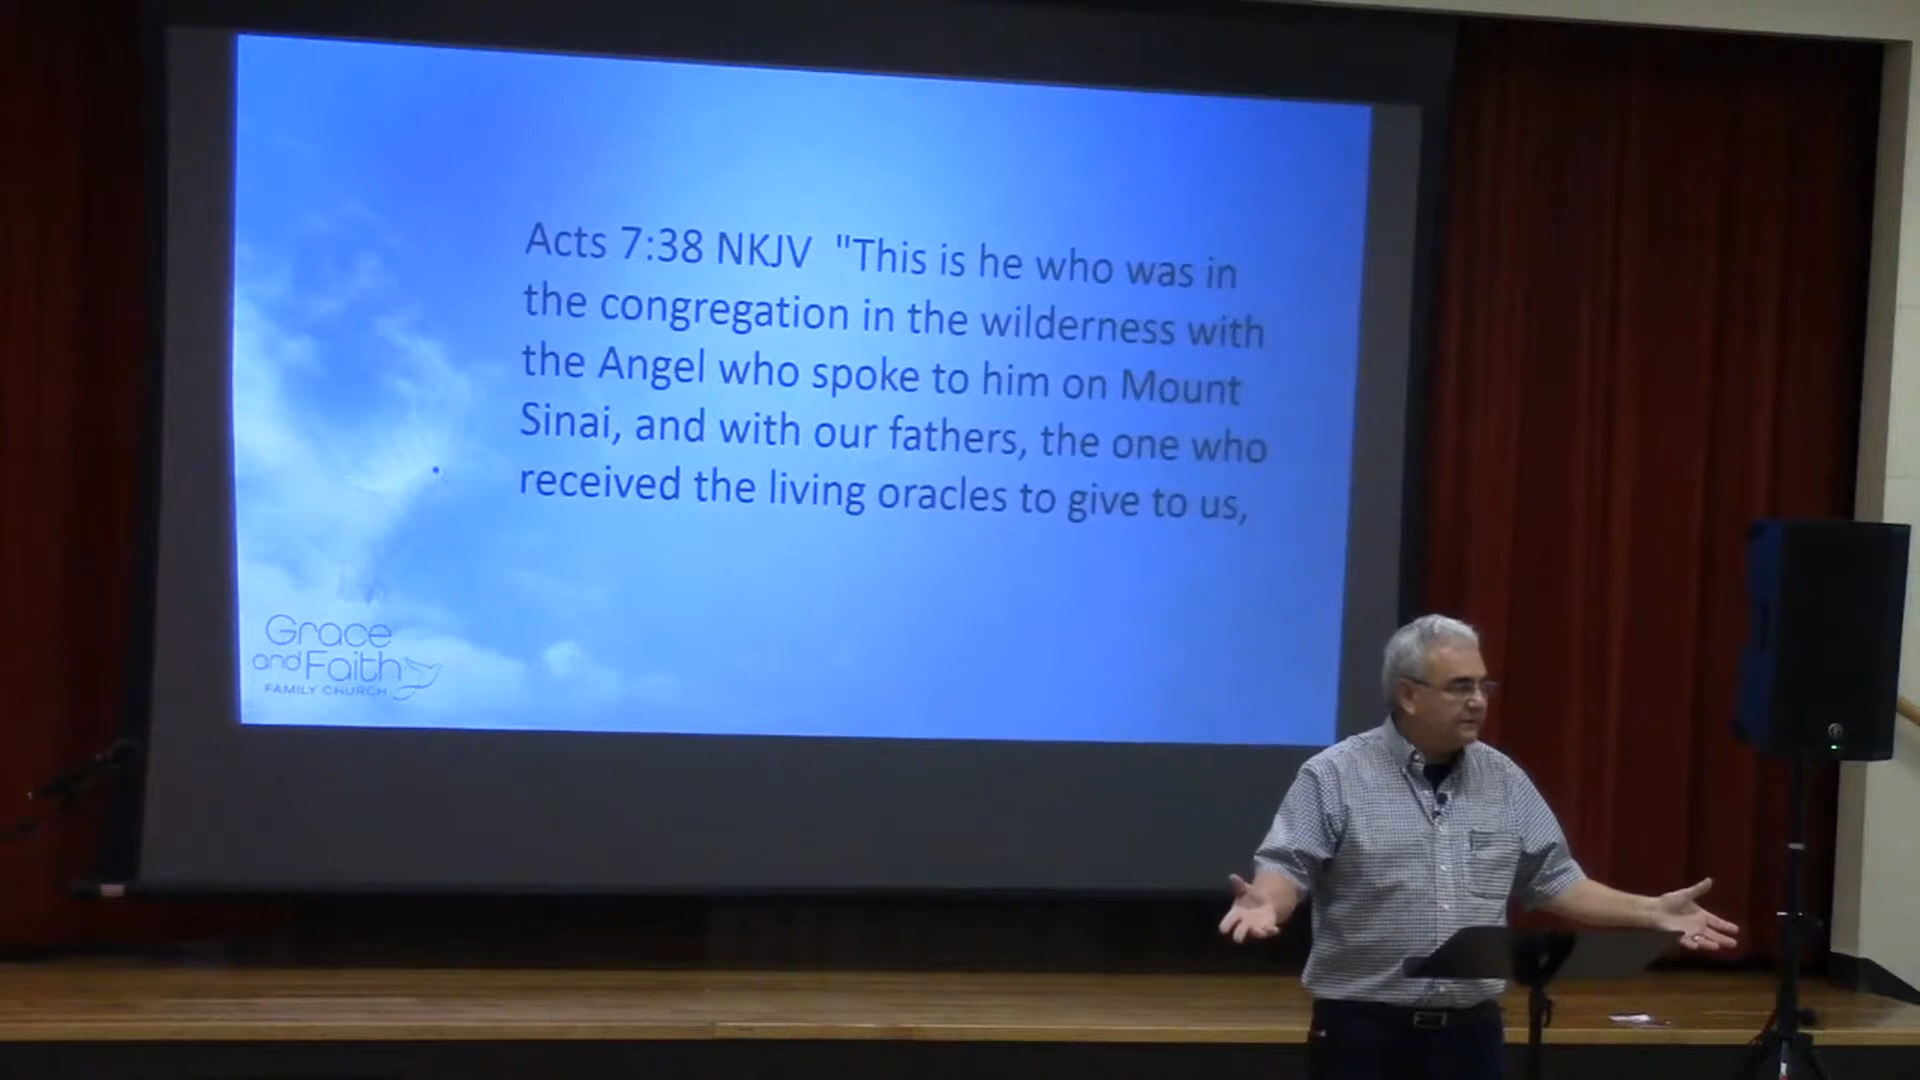 Acts 7:38 NKJV "This is he who was in
the congregation in the wilderness with
the Angel who spoke to him on Mount
Sinai, and with our fathers, the one who
received the living oracles to give to us,
Grace
and Faith
FAMILY CHURCH